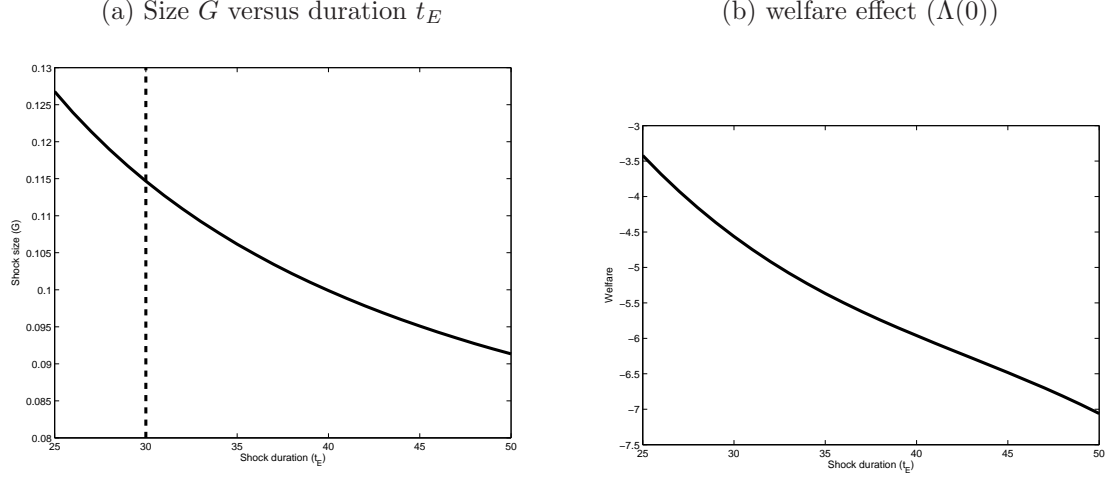 (a) Size G versus duration t_E
(b) welfare effect (Λ(0))
0.13
0.125
0.12
0.115
0.11
0.105
0.1
0.095
0.09
0.085
0.08
Shock size (G)
25 30 35 40 45 50
Shock duration (t_E)
−3
−3.5
−4
−4.5
−5
−5.5
−6
−6.5
−7
−7.5
Welfare
25 30 35 40 45 50
Shock duration (t_E)